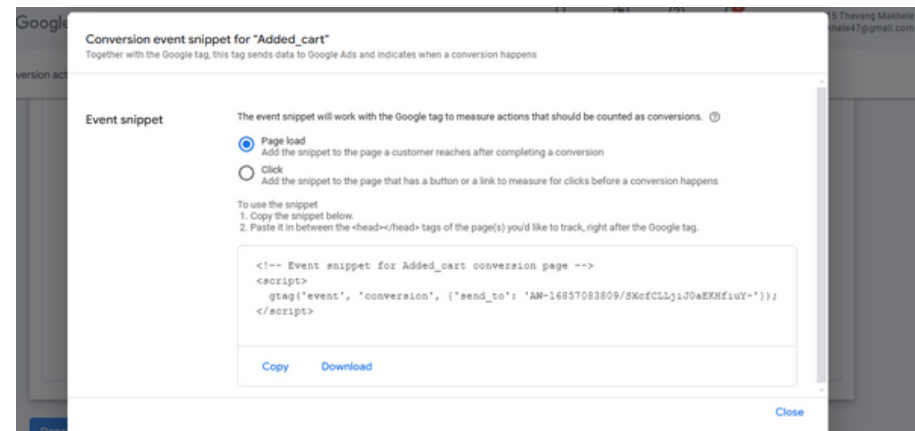 Google
15 Thavang Makhele
khele47@gmail.com
Conversion event snippet for "Added_cart"
Together with the Google tag, this tag sends data to Google Ads and indicates when a conversion happens
version act
Event snippet
The event snippet will work with the Google tag to measure actions that should be counted as conversions.
Page load
Add the snippet to the page a customer reaches after completing a conversion
Click
Add the snippet to the page that has a button or a link to measure for clicks before a conversion happens
To use the snippet
1. Copy the snippet below.
2. Paste it in between the <head></head> tags of the page(s) you'd like to track, right after the Google tag.
<!-- Event snippet for Added_cart conversion page -->
<script>
gtag('event', 'conversion', {'send_to': 'AW-16857083809/SXcfCLLjiJ0aEKHfiuY-'});
</script>
Copy Download
Close